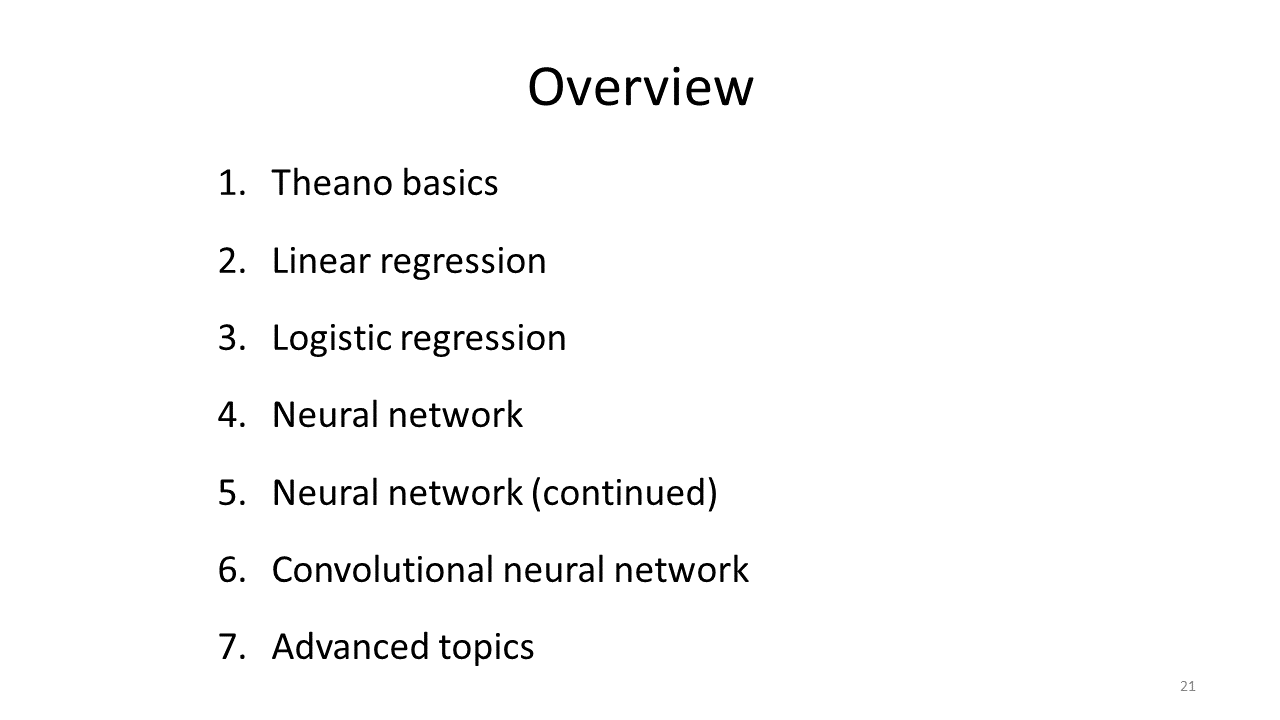 Overview
1. Theano basics
2. Linear regression
3. Logistic regression
4. Neural network
5. Neural network (continued)
6. Convolutional neural network
7. Advanced topics
21